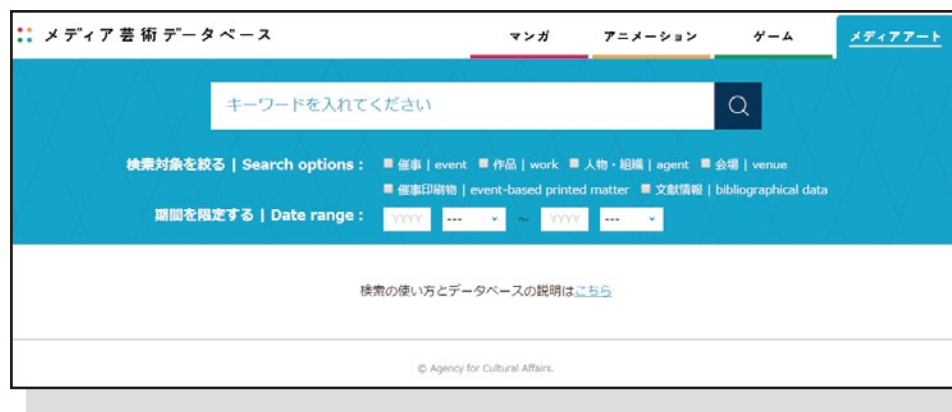 メディア芸術データベース
マンガ アニメーション ゲーム メディアアート
キーワードを入れてください
検索対象を絞る | Search options : 催事 | event 作品 | work 人物・組織 | agent 会場 | venue
催事印刷物 | event-based printed matter 文献情報 | bibliographical data
期間を限定する | Date range : YYYY --- ～ YYYY ---
検索の使い方とデータベースの説明はこちら
© Agency for Cultural Affairs.